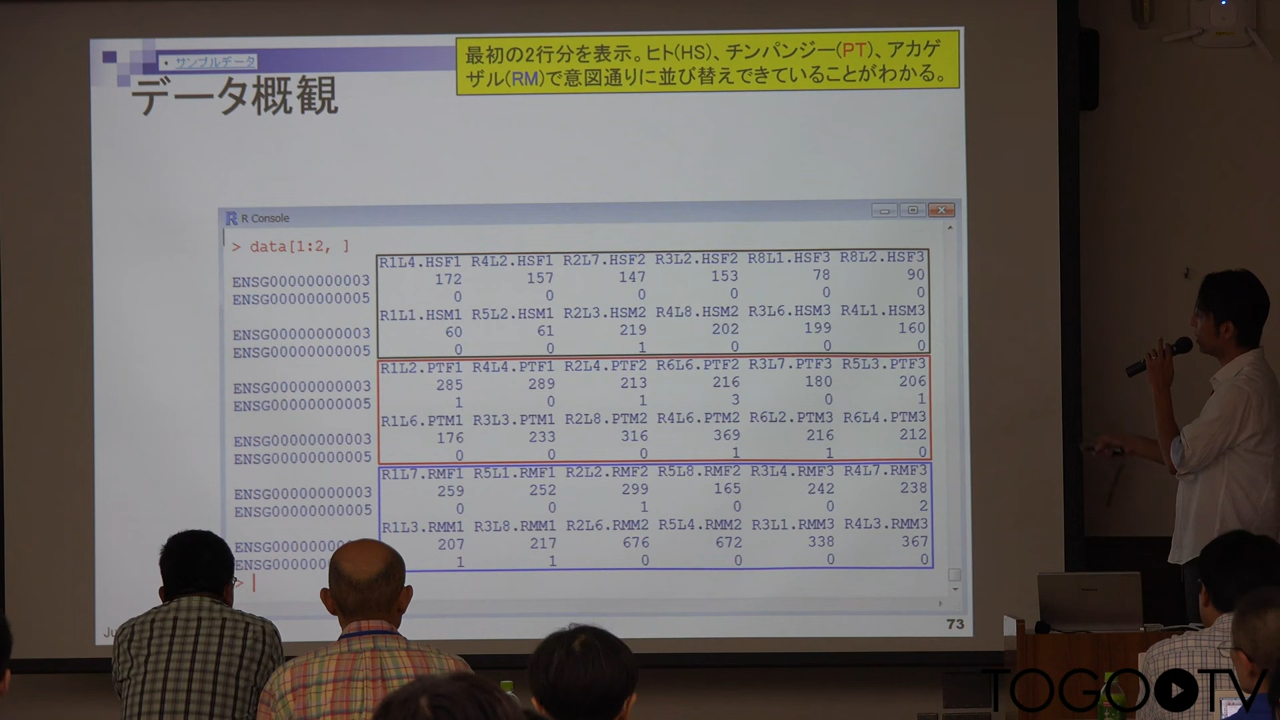 • サンプルデータ
データ概観
最初の2行分を表示。ヒト(HS)、チンパンジー(PT)、アカゲ
ザル(RM)で意図通りに並び替えできていることがわかる。
R Console
> data[1:2, ]
R1L4.HSF1 R4L2.HSF1 R2L7.HSF2 R3L2.HSF2 R8L1.HSF3 R8L2.HSF3
ENSG00000000003 172 157 147 153 78 90
ENSG00000000005 0 0 0 0 0 0
R1L1.HSM1 R5L2.HSM1 R2L3.HSM2 R4L8.HSM2 R3L6.HSM3 R4L1.HSM3
ENSG00000000003 60 61 219 202 199 160
ENSG00000000005 0 0 1 0 0 0
R1L2.PTF1 R4L4.PTF1 R2L4.PTF2 R6L6.PTF2 R3L7.PTF3 R5L3.PTF3
ENSG00000000003 285 289 213 216 180 206
ENSG00000000005 1 0 1 3 0 1
R1L6.PTM1 R3L3.PTM1 R2L8.PTM2 R4L6.PTM2 R6L2.PTM3 R6L4.PTM3
ENSG00000000003 176 233 316 369 216 212
ENSG00000000005 0 0 0 1 1 0
R1L7.RMF1 R5L1.RMF1 R2L2.RMF2 R5L8.RMF2 R3L4.RMF3 R4L7.RMF3
ENSG00000000003 259 252 299 165 242 238
ENSG00000000005 0 0 1 0 0 2
R1L3.RMM1 R3L8.RMM1 R2L6.RMM2 R5L4.RMM2 R3L1.RMM3 R4L3.RMM3
207 217 676 672 338 367
1 1 0 0 0 0
> |
73
TOGO TV